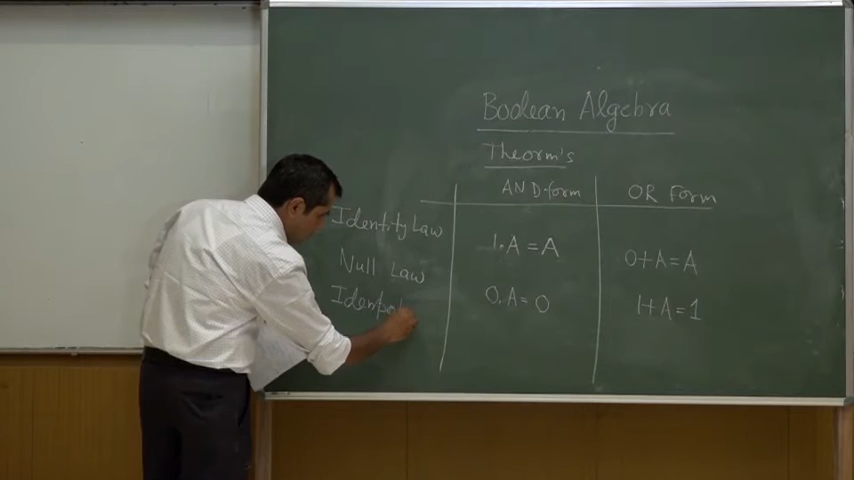 Boolean Algebra
Theorm's
AND-form OR Form
Identity Law 1.A = A 0+A=A
Null Law 0.A= 0 1+A=1